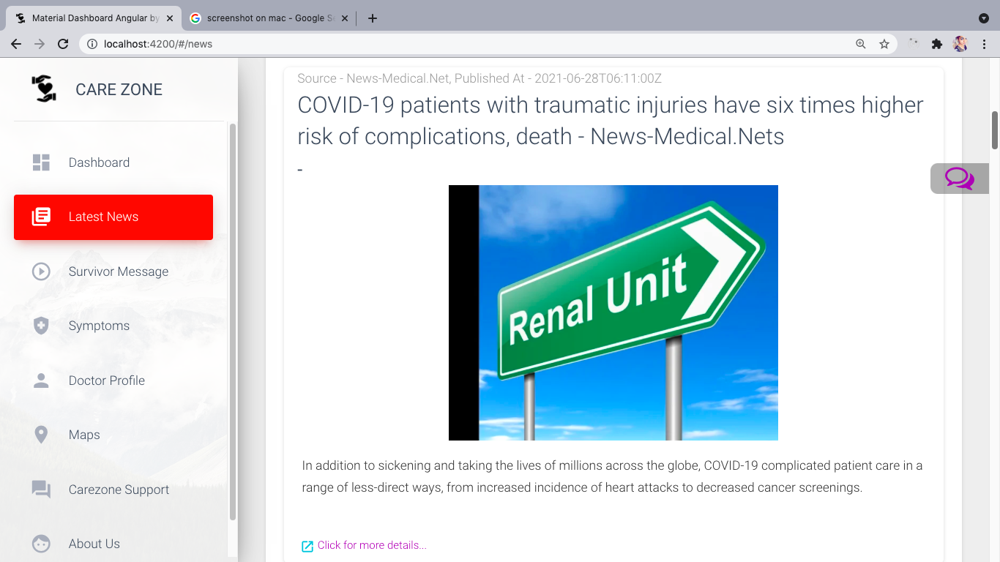 Material Dashboard Angular by
screenshot on mac - Google S
localhost:4200/#/news
CARE ZONE
Dashboard
Latest News
Survivor Message
Symptoms
Doctor Profile
Maps
Carezone Support
About Us
Source - News-Medical.Net, Published At - 2021-06-28T06:11:00Z
COVID-19 patients with traumatic injuries have six times higher
risk of complications, death - News-Medical.Nets
-
Renal Unit
In addition to sickening and taking the lives of millions across the globe, COVID-19 complicated patient care in a
range of less-direct ways, from increased incidence of heart attacks to decreased cancer screenings.
Click for more details...